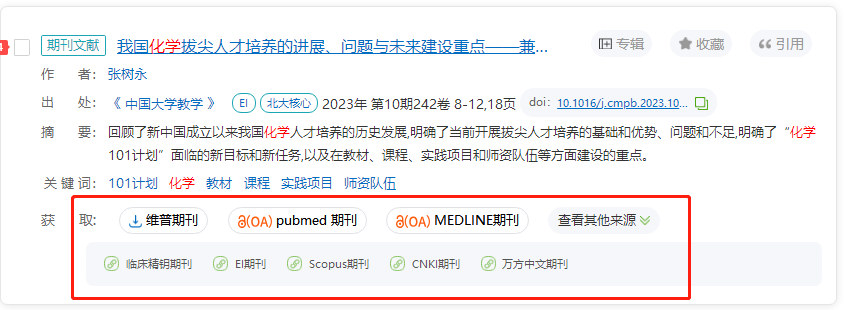 期刊文献 我国化学拔尖人才培养的进展、问题与未来建设重点——兼... 专辑 收藏 引用
作 者: 张树永
出 处: 《 中国大学教学 》 EI 北大核心 2023年 第10期242卷 8-12,18页 doi: 10.1016/j.cmpb.2023.10...
摘 要: 回顾了新中国成立以来我国化学人才培养的历史发展,明确了当前开展拔尖人才培养的基础和优势、问题和不足,明确了“化学
101计划”面临的新目标和新任务,以及在教材、课程、实践项目和师资队伍等方面建设的重点。
关 键 词: 101计划 化学 教材 课程 实践项目 师资队伍
获 取: 维普期刊 (OA) pubmed 期刊 (OA) MEDLINE期刊 查看其他来源
临床精钥期刊 EI期刊 Scopus期刊 CNKI期刊 万方中文期刊